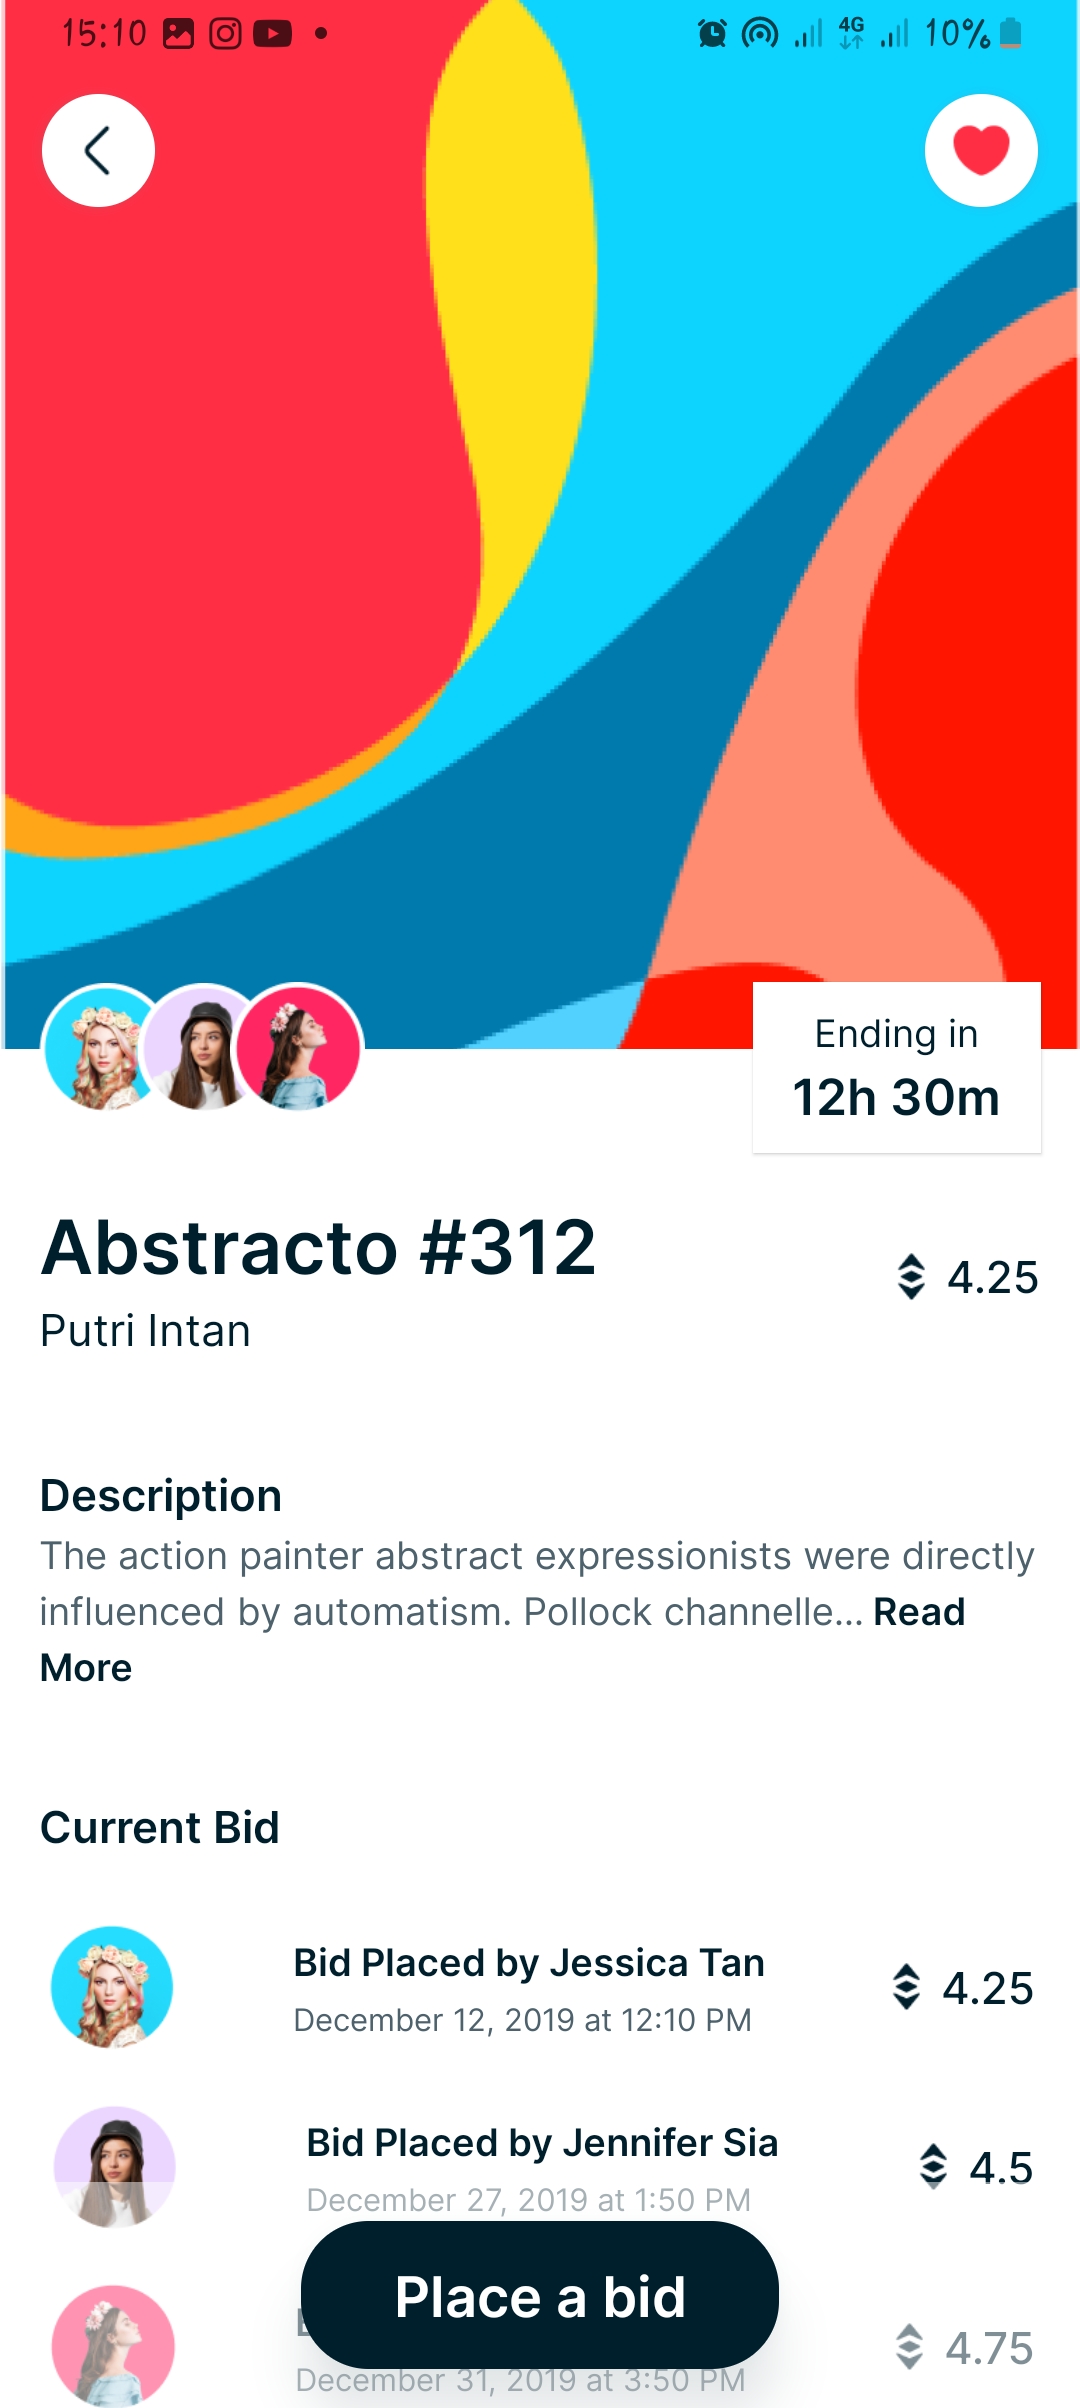 15:10
4G
10%
Ending in
12h 30m
Abstracto #312
4.25
Putri Intan
Description
The action painter abstract expressionists were directly
influenced by automatism. Pollock channelle... Read
More
Current Bid
Bid Placed by Jessica Tan
December 12, 2019 at 12:10 PM
4.25
Bid Placed by Jennifer Sia
December 27, 2019 at 1:50 PM
4.5
Place a bid
4.75
December 31, 2019 at 3:50 PM